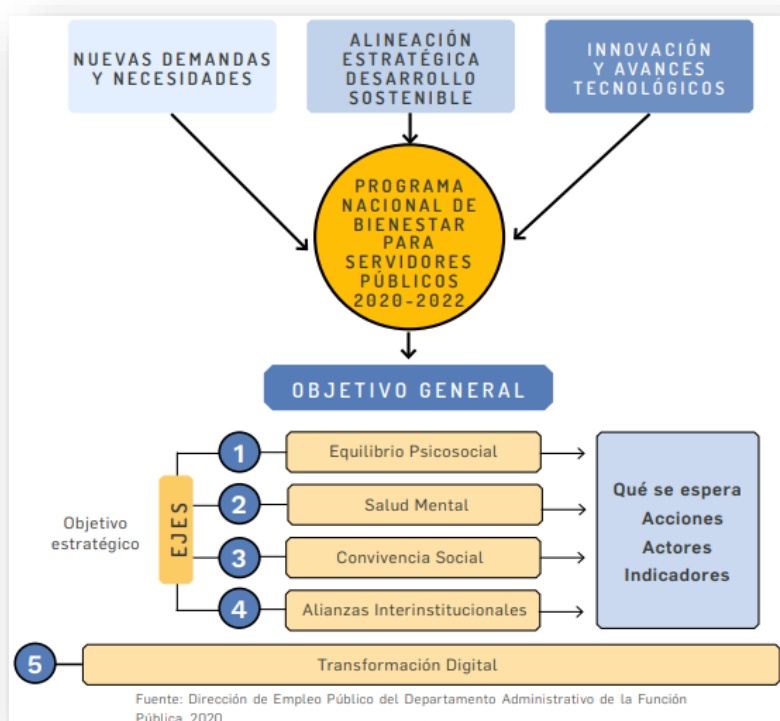 NUEVAS DEMANDAS
Y NECESIDADES
ALINEACIÓN
ESTRATÉGICA
DESARROLLO
SOSTENIBLE
INNOVACIÓN
Y AVANCES
TECNOLÓGICOS
PROGRAMA
NACIONAL DE
BIENESTAR
PARA
SERVIDORES
PÚBLICOS
2020-2022
OBJETIVO GENERAL
Objetivo
estratégico
EJES
1
Equilibrio Psicosocial
2
Salud Mental
3
Convivencia Social
4
Alianzas Interinstitucionales
Qué se espera
Acciones
Actores
Indicadores
5
Transformación Digital
Fuente: Dirección de Empleo Público del Departamento Administrativo de la Función
Pública, 2020